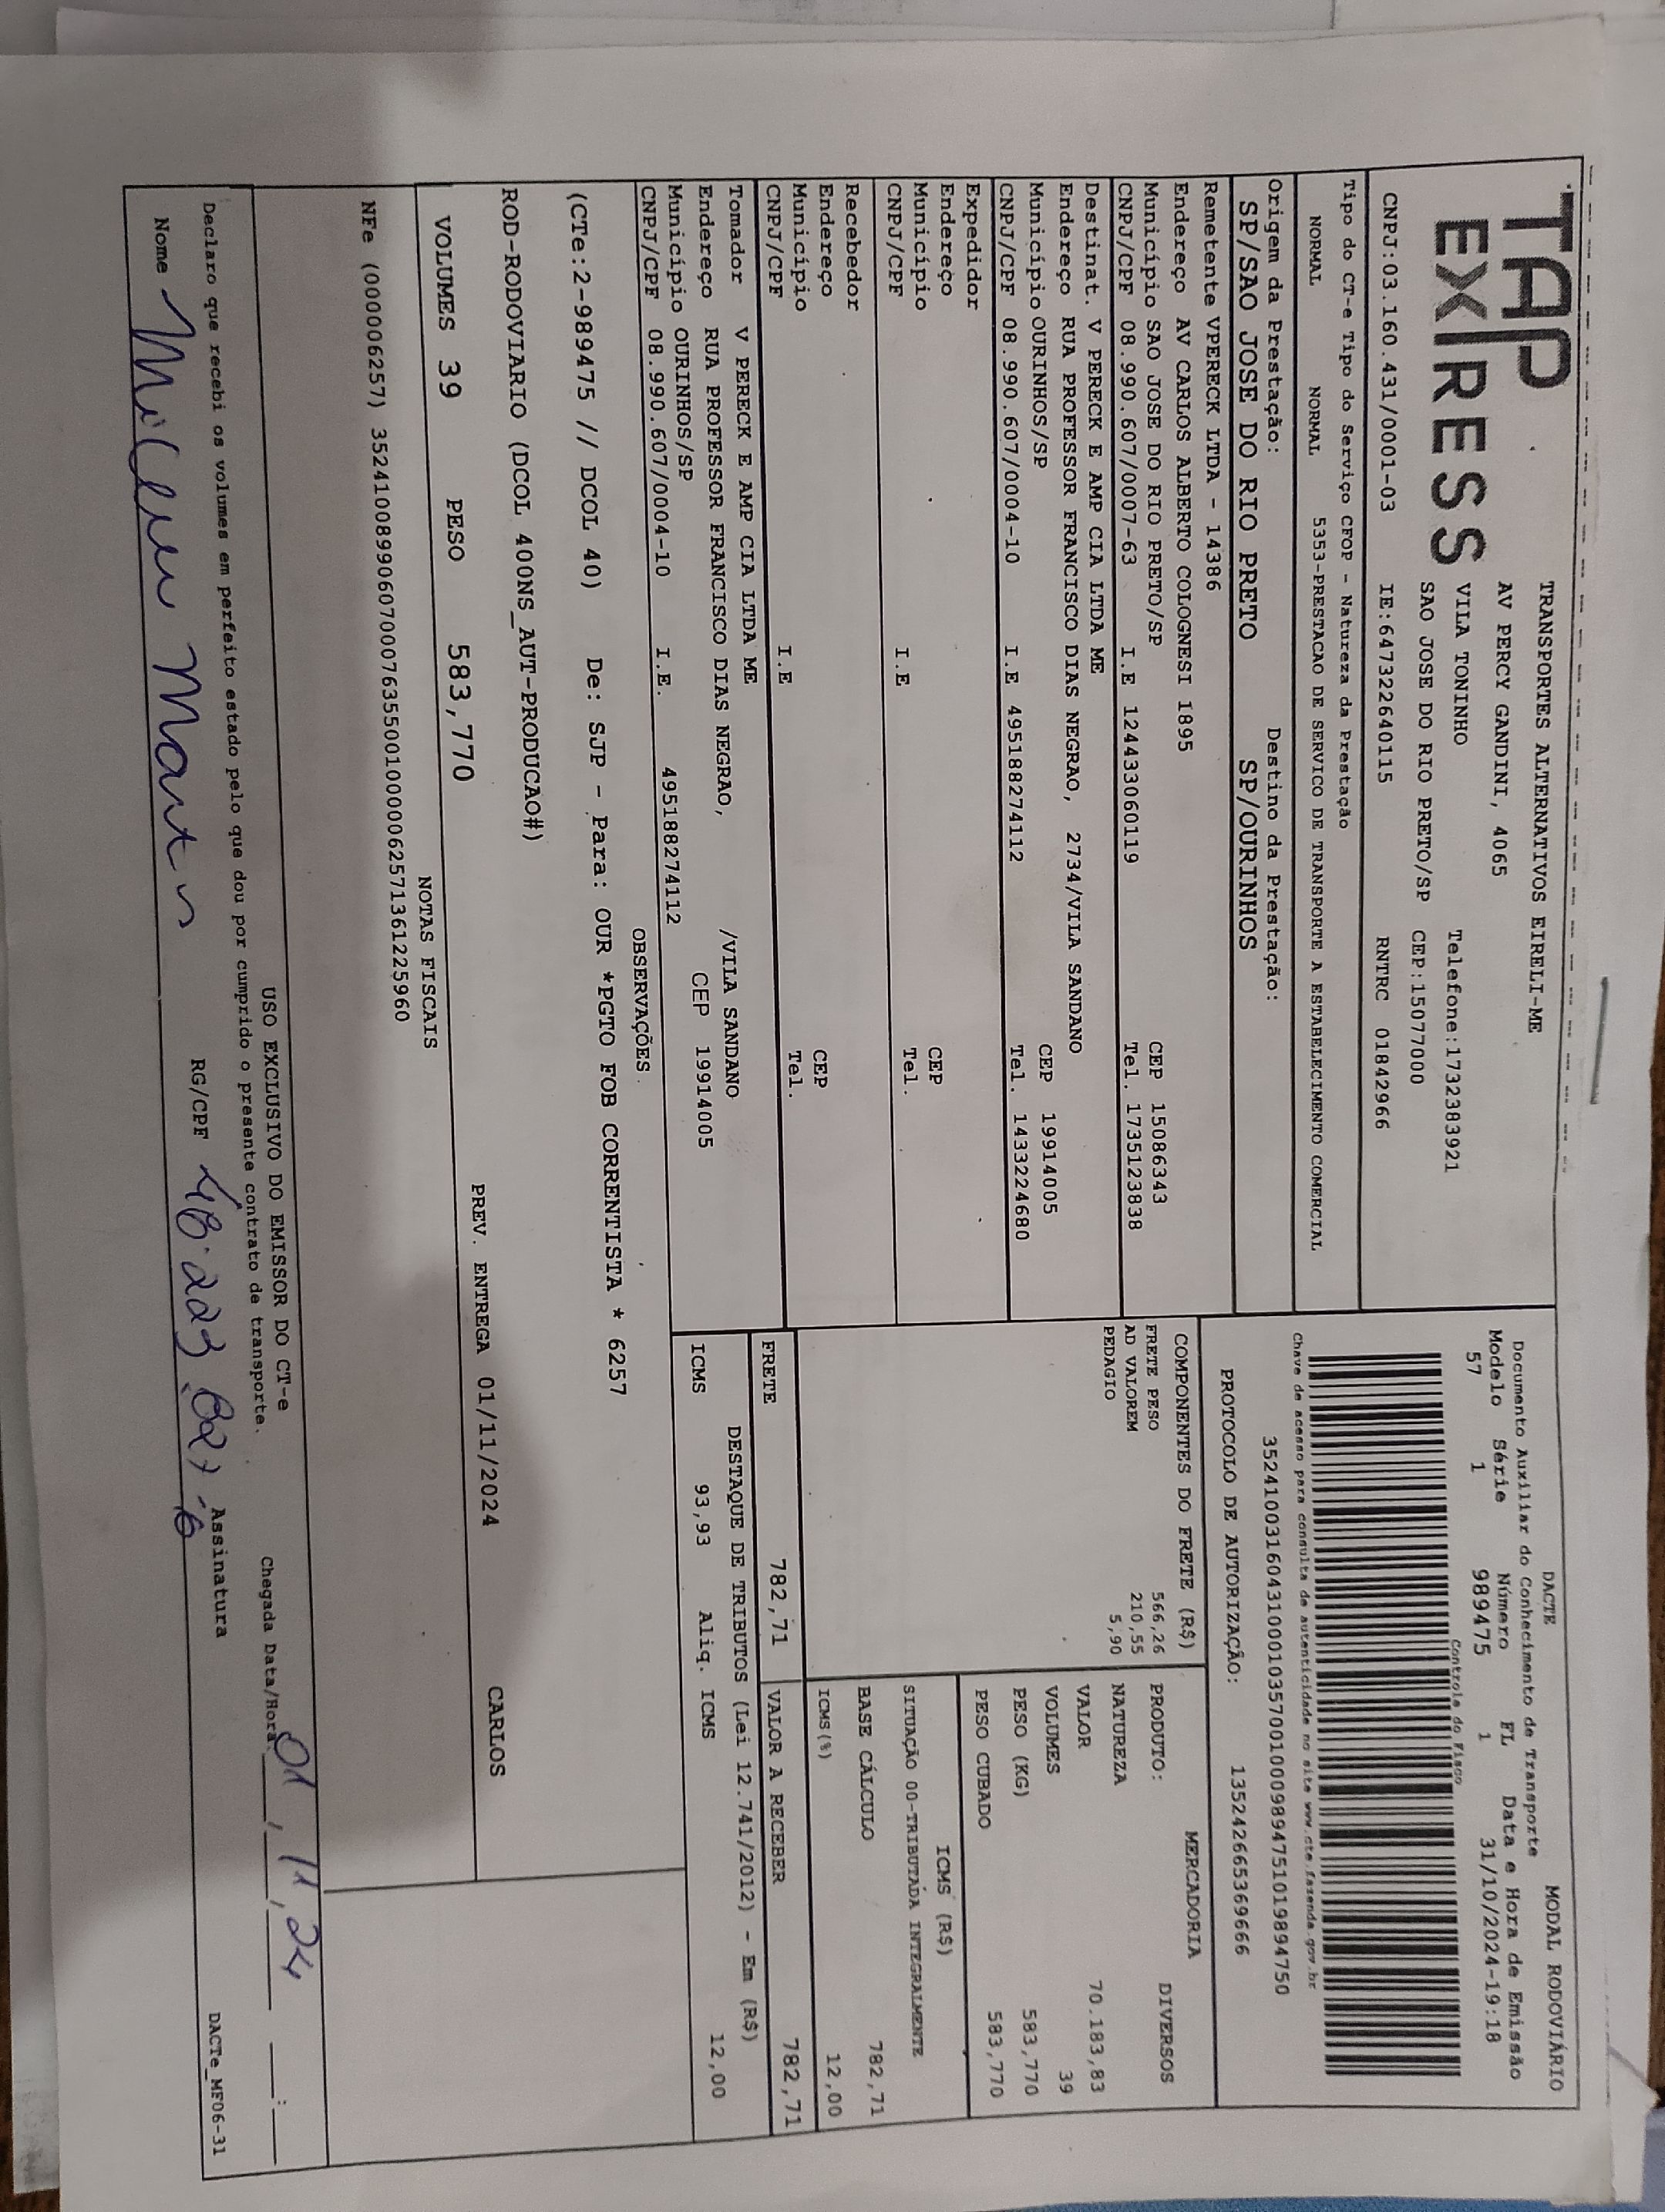 TAP EXPRESS
TRANSPORTES ALTERNATIVOS EIRELI-ME
AV PERCY GANDINI, 4065
VILA TONINHO Telefone:1732383921
SAO JOSE DO RIO PRETO/SP CEP:15077000
CNPJ:03.160.431/0001-03 IE:647322640115 RNTRC 01842966
DACTE MODAL RODOVIÁRIO
Documento Auxiliar do Conhecimento de Transporte
Modelo Série Número FL Data e Hora de Emissão
57 1 989475 1 31/10/2024-19:18
Controle do Fisco
Chave de acesso para consulta de autenticidade no site www.cte.fazenda.gov.br
35241003160431000103570010009894751019894750
PROTOCOLO DE AUTORIZAÇÃO: 135242665369666
Tipo do CT-e Tipo do Serviço CFOP - Natureza da Prestação
NORMAL NORMAL 5353-PRESTACAO DE SERVICO DE TRANSPORTE A ESTABELECIMENTO COMERCIAL
Origem da Prestação: Destino da Prestação:
SP/SAO JOSE DO RIO PRETO SP/OURINHOS
Remetente VPERECK LTDA - 14386
Endereço AV CARLOS ALBERTO COLOGNESI 1895
Município SAO JOSE DO RIO PRETO/SP CEP 15086343
CNPJ/CPF 08.990.607/0007-63 I.E 124433060119 Tel. 1735123838
Destinat. V PERECK E AMP CIA LTDA ME
Endereço RUA PROFESSOR FRANCISCO DIAS NEGRAO, 2734/VILA SANDANO
Município OURINHOS/SP CEP 19914005
CNPJ/CPF 08.990.607/0004-10 I.E 495188274112 Tel. 1433224680
Expedidor
Endereço
Município CEP
CNPJ/CPF I.E Tel.
Recebedor
Endereço
Município CEP
CNPJ/CPF I.E Tel.
Tomador V PERECK E AMP CIA LTDA ME
Endereço RUA PROFESSOR FRANCISCO DIAS NEGRAO, /VILA SANDANO
Município OURINHOS/SP CEP 19914005
CNPJ/CPF 08.990.607/0004-10 I.E. 495188274112
COMPONENTES DO FRETE (R$)
FRETE PESO 566,26
AD VALOREM 210,55
PEDAGIO 5,90
MERCADORIA
PRODUTO: DIVERSOS
NATUREZA
VALOR 70.183,83
VOLUMES 39
PESO (KG) 583,770
PESO CUBADO 583,770
ICMS (R$)
SITUAÇÃO 00-TRIBUTADA INTEGRALMENTE
BASE CÁLCULO 782,71
ICMS(%) 12,00
FRETE 782,71 VALOR A RECEBER 782,71
DESTAQUE DE TRIBUTOS (Lei 12.741/2012) - Em (R$)
ICMS 93,93 Aliq. ICMS 12,00
OBSERVAÇÕES
(CTe:2-989475 // DCOL 40) De: SJP - Para: OUR *PGTO FOB CORRENTISTA * 6257
ROD-RODOVIARIO (DCOL 400NS_AUT-PRODUCAO#)
VOLUMES 39 PESO 583,770 PREV. ENTREGA 01/11/2024 CARLOS
NOTAS FISCAIS
NFe (000006257) 35241008990607000763550010000062571361225960
USO EXCLUSIVO DO EMISSOR DO CT-e
Declaro que recebi os volumes em perfeito estado pelo que dou por cumprido o presente contrato de transporte.
Chegada Data/Hora 01, 11, 24 :
Nome RG/CPF Assinatura
DACTe_MF06-31